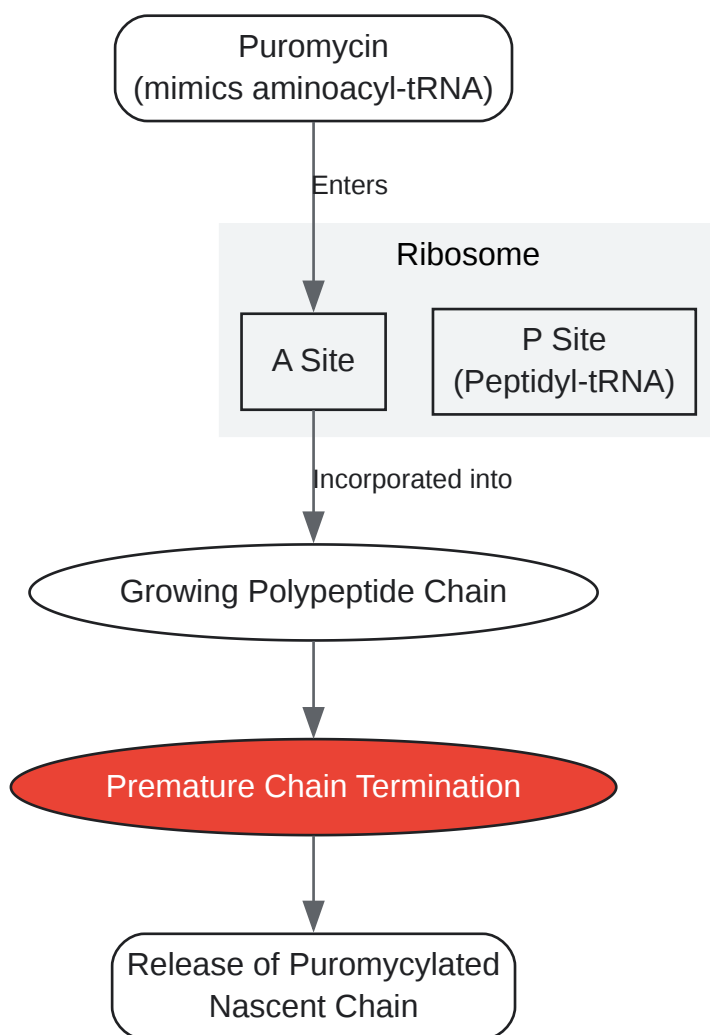 Puromycin
(mimics aminoacyl-tRNA)
Enters
Ribosome
A Site
P Site
(Peptidyl-tRNA)
Incorporated into
Growing Polypeptide Chain
Premature Chain Termination
Release of Puromycylated
Nascent Chain